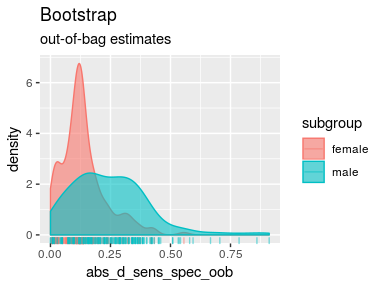 Bootstrap
out-of-bag estimates
6
4
2
0
density
0.00 0.25 0.50 0.75
abs_d_sens_spec_oob
subgroup
female
male